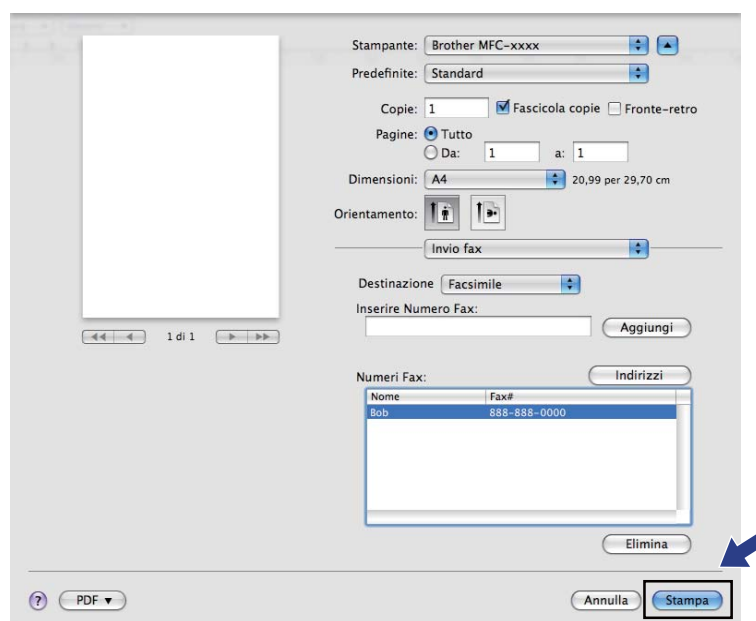 Stampante: Brother MFC-xxxx
Predefinite: Standard
Copie: 1 Fascicola copie Fronte-retro
Pagine: Tutto
Da: 1 a: 1
Dimensioni: A4 20,99 per 29,70 cm
Orientamento:
Invio fax
Destinazione Facsimile
Inserire Numero Fax:
Aggiungi
1 di 1
Numeri Fax: Indirizzi
Nome Fax#
Bob 888-888-0000
Elimina
? PDF Annulla Stampa